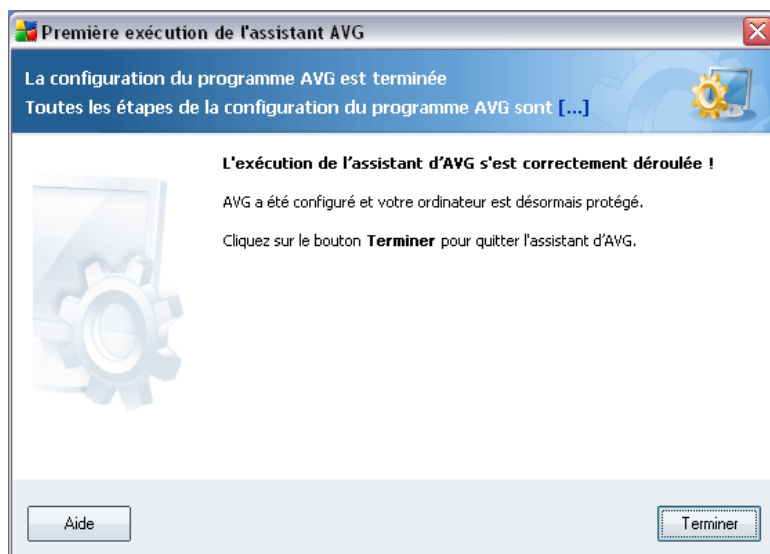 Première exécution de l'assistant AVG
La configuration du programme AVG est terminée
Toutes les étapes de la configuration du programme AVG sont [...]
L'exécution de l'assistant d'AVG s'est correctement déroulée !
AVG a été configuré et votre ordinateur est désormais protégé.
Cliquez sur le bouton Terminer pour quitter l'assistant d'AVG.
Aide
Terminer